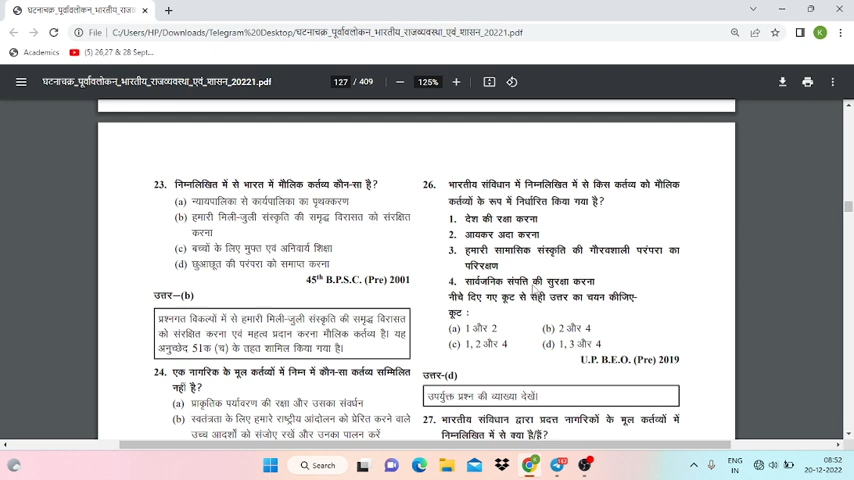 घटनाचक्र_पूर्वावलोकन_भारतीय_राजव्य
File
C:/Users/HP/Downloads/Telegram%20Desktop/घटनाचक्र_पूर्वावलोकन_भारतीय_राजव्यवस्था_एवं_शासन_20221.pdf
Academics
(5) 26,27 & 28 Sept...
घटनाचक्र_पूर्वावलोकन_भारतीय_राजव्यवस्था_एवं_शासन_20221.pdf
127 / 409
125%
23. निम्नलिखित में से भारत में मौलिक कर्तव्य कौन-सा है?
(a) न्यायपालिका से कार्यपालिका का पृथक्करण
(b) हमारी मिली-जुली संस्कृति की समृद्ध विरासत को संरक्षित
करना
(c) बच्चों के लिए मुफ्त एवं अनिवार्य शिक्षा
(d) छुआछूत की परंपरा को समाप्त करना
45th B.P.S.C. (Pre) 2001
उत्तर—(b)
प्रश्नगत विकल्पों में से हमारी मिली-जुली संस्कृति की समृद्ध विरासत
को संरक्षित करना एवं महत्व प्रदान करना मौलिक कर्तव्य है। यह
अनुच्छेद 51क (च) के तहत शामिल किया गया है।
24. एक नागरिक के मूल कर्तव्यों में निम्न में कौन-सा कर्तव्य सम्मिलित
नहीं है?
(a) प्राकृतिक पर्यावरण की रक्षा और उसका संवर्धन
(b) स्वतंत्रता के लिए हमारे राष्ट्रीय आंदोलन को प्रेरित करने वाले
उच्च आदर्शों को संजोए रखें और उनका पालन करें
26. भारतीय संविधान में निम्नलिखित में से किस कर्तव्य को मौलिक
कर्तव्यों के रूप में निर्धारित किया गया है?
1. देश की रक्षा करना
2. आयकर अदा करना
3. हमारी सामासिक संस्कृति की गौरवशाली परंपरा का
परिरक्षण
4. सार्वजनिक संपत्ति की सुरक्षा करना
नीचे दिए गए कूट से सही उत्तर का चयन कीजिए-
कूट :
(a) 1 और 2 (b) 2 और 4
(c) 1, 2 और 4 (d) 1, 3 और 4
U.P. B.E.O. (Pre) 2019
उत्तर-(d)
उपर्युक्त प्रश्न की व्याख्या देखें।
27. भारतीय संविधान द्वारा प्रदत्त नागरिकों के मूल कर्तव्यों में
निम्नलिखित में से क्या है/हैं?
Search
ENG
IN
08:52
20-12-2022